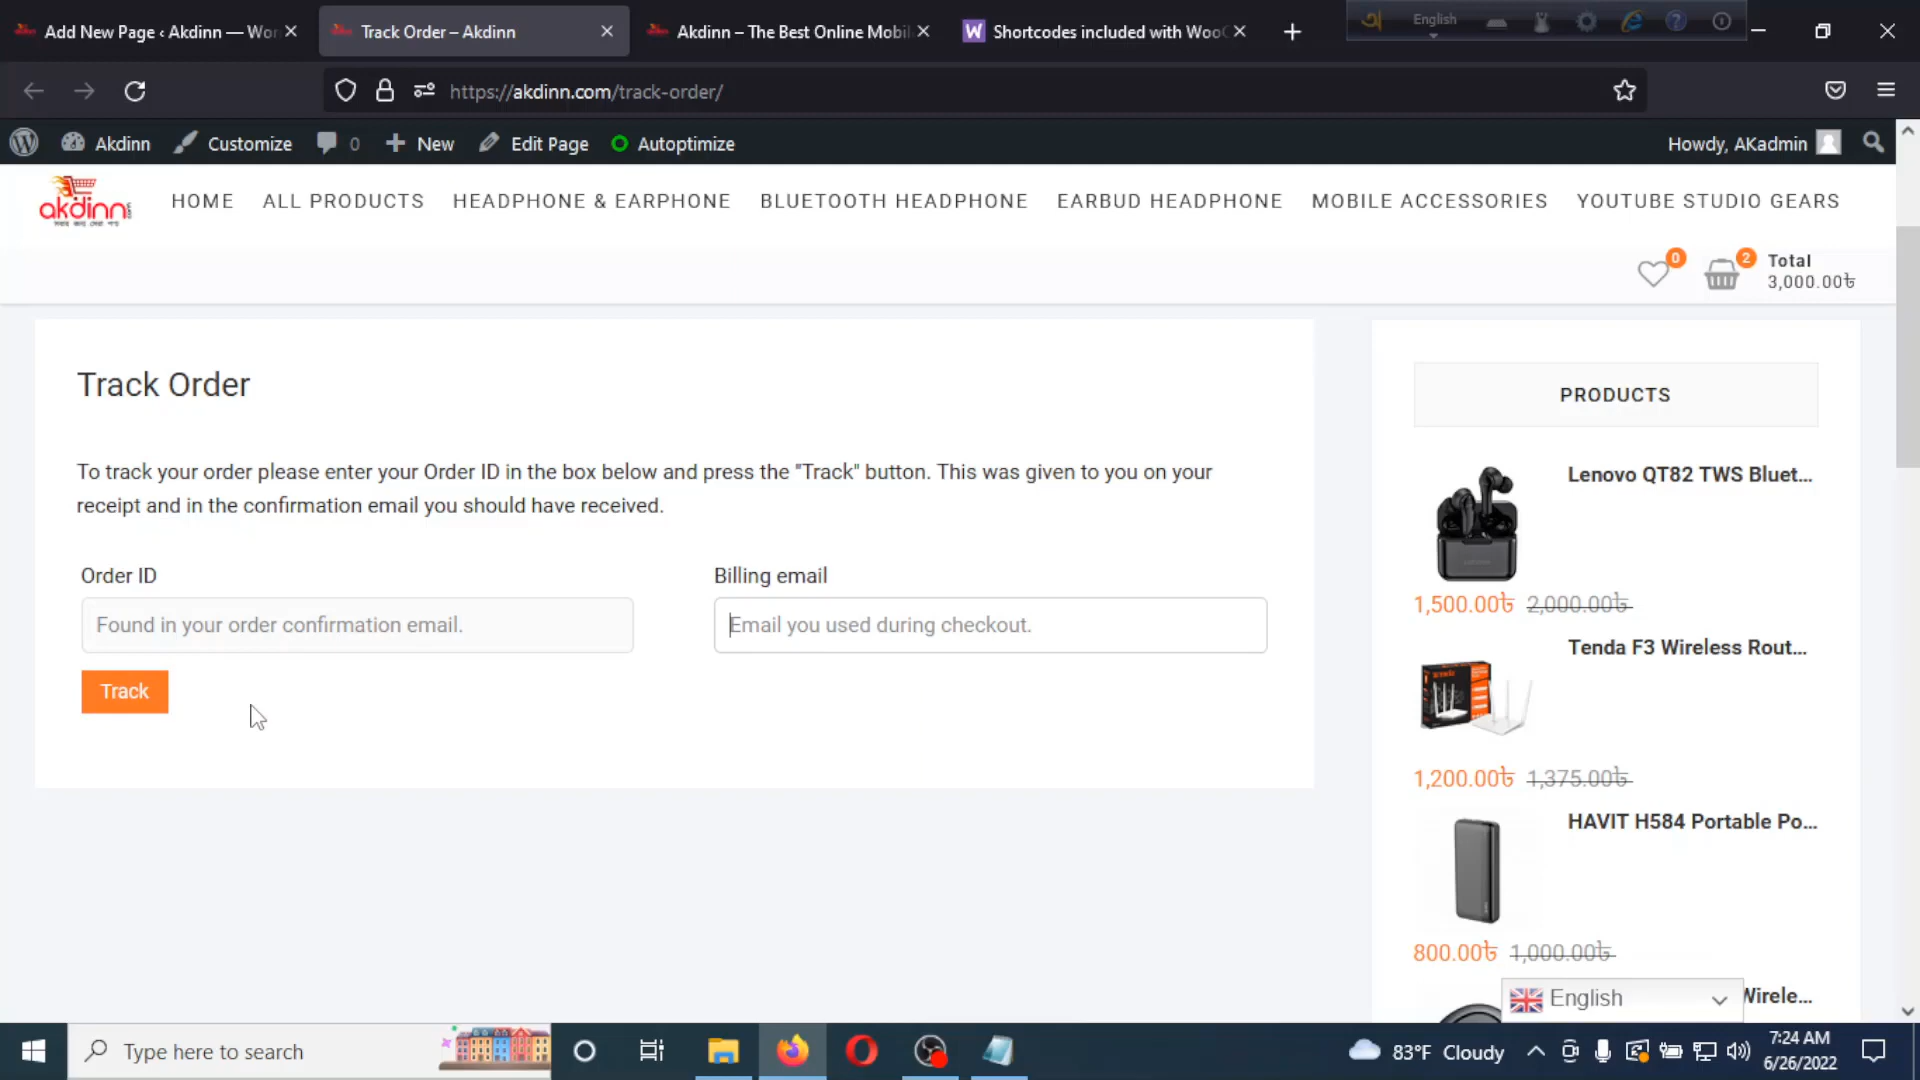 Add New Page ‹ Akdinn — Wor
Track Order – Akdinn
Akdinn – The Best Online Mobil
W
Shortcodes included with WooC
English
https://akdinn.com/track-order/
Akdinn
Customize
0
New
Edit Page
Autoptimize
Howdy, AKadmin
akdinn
HOME
ALL PRODUCTS
HEADPHONE & EARPHONE
BLUETOOTH HEADPHONE
EARBUD HEADPHONE
MOBILE ACCESSORIES
YOUTUBE STUDIO GEARS
0
2
Total
3,000.00৳
Track Order
To track your order please enter your Order ID in the box below and press the "Track" button. This was given to you on your
receipt and in the confirmation email you should have received.
Order ID
Billing email
Found in your order confirmation email.
Email you used during checkout.
Track
PRODUCTS
Lenovo QT82 TWS Bluet...
1,500.00৳ 2,000.00৳
Tenda F3 Wireless Rout...
1,200.00৳ 1,375.00৳
HAVIT H584 Portable Po...
800.00৳ 1,000.00৳
English
Wirele...
Type here to search
83°F Cloudy
7:24 AM
6/26/2022